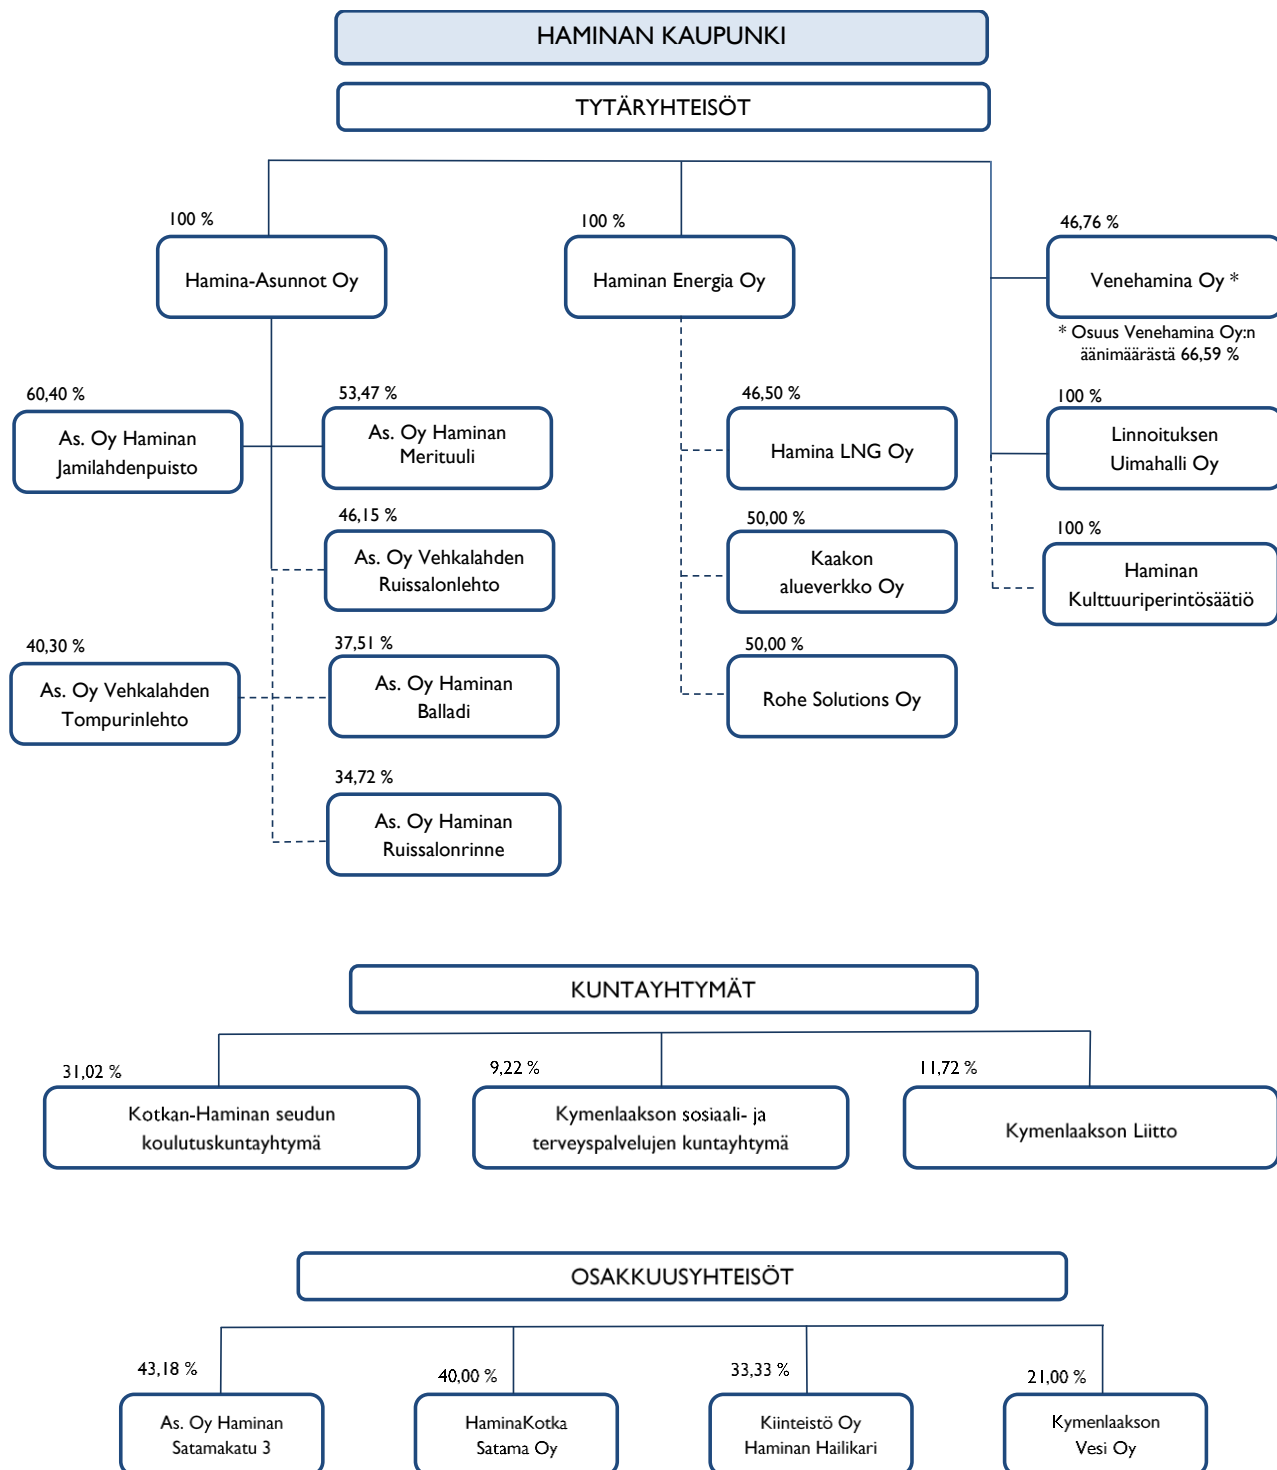 HAMINAN KAUPUNKI
TYTÄRYHTEISÖT
100 %
Hamina-Asunnot Oy
100 %
Haminan Energia Oy
46,76 %
Venehamina Oy *
* Osuus Venehamina Oy:n
äänimäärästä 66,59 %
60,40 %
As. Oy Haminan
Jamilahdenpuisto
53,47 %
As. Oy Haminan
Merituuli
46,50 %
Hamina LNG Oy
100 %
Linnoituksen
Uimahalli Oy
46,15 %
As. Oy Vehkalahden
Ruissalonlehto
50,00 %
Kaakon
alueverkko Oy
100 %
Haminan
Kulttuuriperintösäätiö
40,30 %
As. Oy Vehkalahden
Tompurinlehto
37,51 %
As. Oy Haminan
Balladi
50,00 %
Rohe Solutions Oy
34,72 %
As. Oy Haminan
Ruissalonrinne
KUNTAYHTYMÄT
31,02 %
Kotkan-Haminan seudun
koulutuskuntayhtymä
9,22 %
Kymenlaakson sosiaali- ja
terveyspalvelujen kuntayhtymä
11,72 %
Kymenlaakson Liitto
OSAKKUUSYHTEISÖT
43,18 %
As. Oy Haminan
Satamakatu 3
40,00 %
HaminaKotka
Satama Oy
33,33 %
Kiinteistö Oy
Haminan Hailikari
21,00 %
Kymenlaakson
Vesi Oy